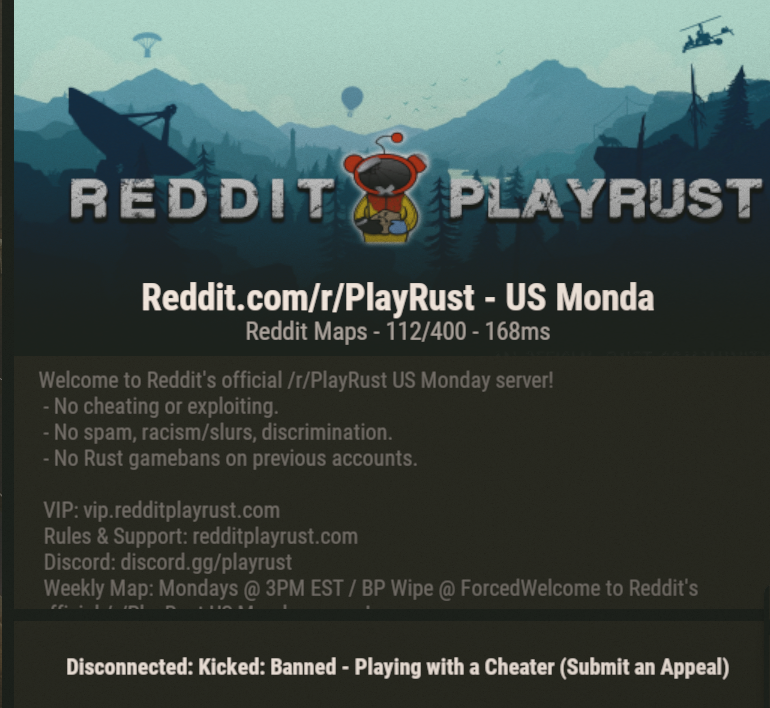 REDDIT PLAYRUST
Reddit.com/r/PlayRust - US Monda
Reddit Maps - 112/400 - 168ms
Welcome to Reddit's official /r/PlayRust US Monday server!
- No cheating or exploiting.
- No spam, racism/slurs, discrimination.
- No Rust gamebans on previous accounts.
VIP: vip.redditplayrust.com
Rules & Support: redditplayrust.com
Discord: discord.gg/playrust
Weekly Map: Mondays @ 3PM EST / BP Wipe @ ForcedWelcome to Reddit's
Disconnected: Kicked: Banned - Playing with a Cheater (Submit an Appeal)